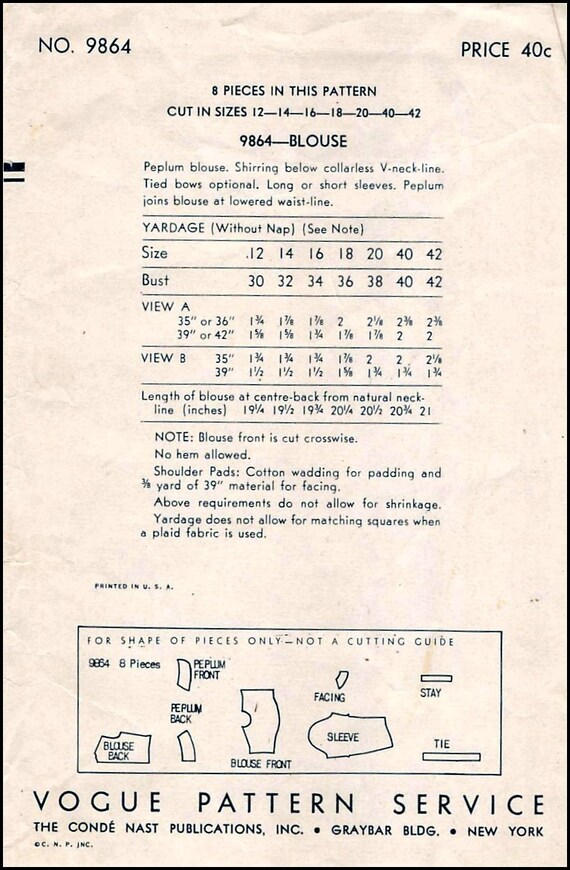 NO. 9864
PRICE 40c
8 PIECES IN THIS PATTERN
CUT IN SIZES 12—14—16—18—20—40—42
9864—BLOUSE
Peplum blouse. Shirring below collarless V-neck-line.
Tied bows optional. Long or short sleeves. Peplum
joins blouse at lowered waist-line.
YARDAGE (Without Nap) (See Note)
Size .12 14 16 18 20 40 42
Bust 30 32 34 36 38 40 42
VIEW A
35" or 36" 1¾ 1⅞ 1⅞ 2 2⅛ 2⅜ 2⅜
39" or 42" 1⅝ 1⅝ 1¾ 1⅞ 1⅞ 2 2
VIEW B 35" 1¾ 1¾ 1¾ 1⅞ 2 2 2⅛
39" 1½ 1½ 1½ 1⅝ 1¾ 1¾ 1¾
Length of blouse at centre-back from natural neck-
line (inches) 19¼ 19½ 19¾ 20¼ 20½ 20¾ 21
NOTE: Blouse front is cut crosswise.
No hem allowed.
Shoulder Pads: Cotton wadding for padding and
⅜ yard of 39" material for facing.
Above requirements do not allow for shrinkage.
Yardage does not allow for matching squares when
a plaid fabric is used.
PRINTED IN U. S. A.
FOR SHAPE OF PIECES ONLY—NOT A CUTTING GUIDE
9864 8 Pieces
PEPLUM
FRONT
FACING
STAY
PEPLUM
BACK
BLOUSE
BACK
BLOUSE FRONT
SLEEVE
TIE
VOGUE PATTERN SERVICE
THE CONDÉ NAST PUBLICATIONS, INC. • GRAYBAR BLDG. • NEW YORK
©C. N. P. INC.